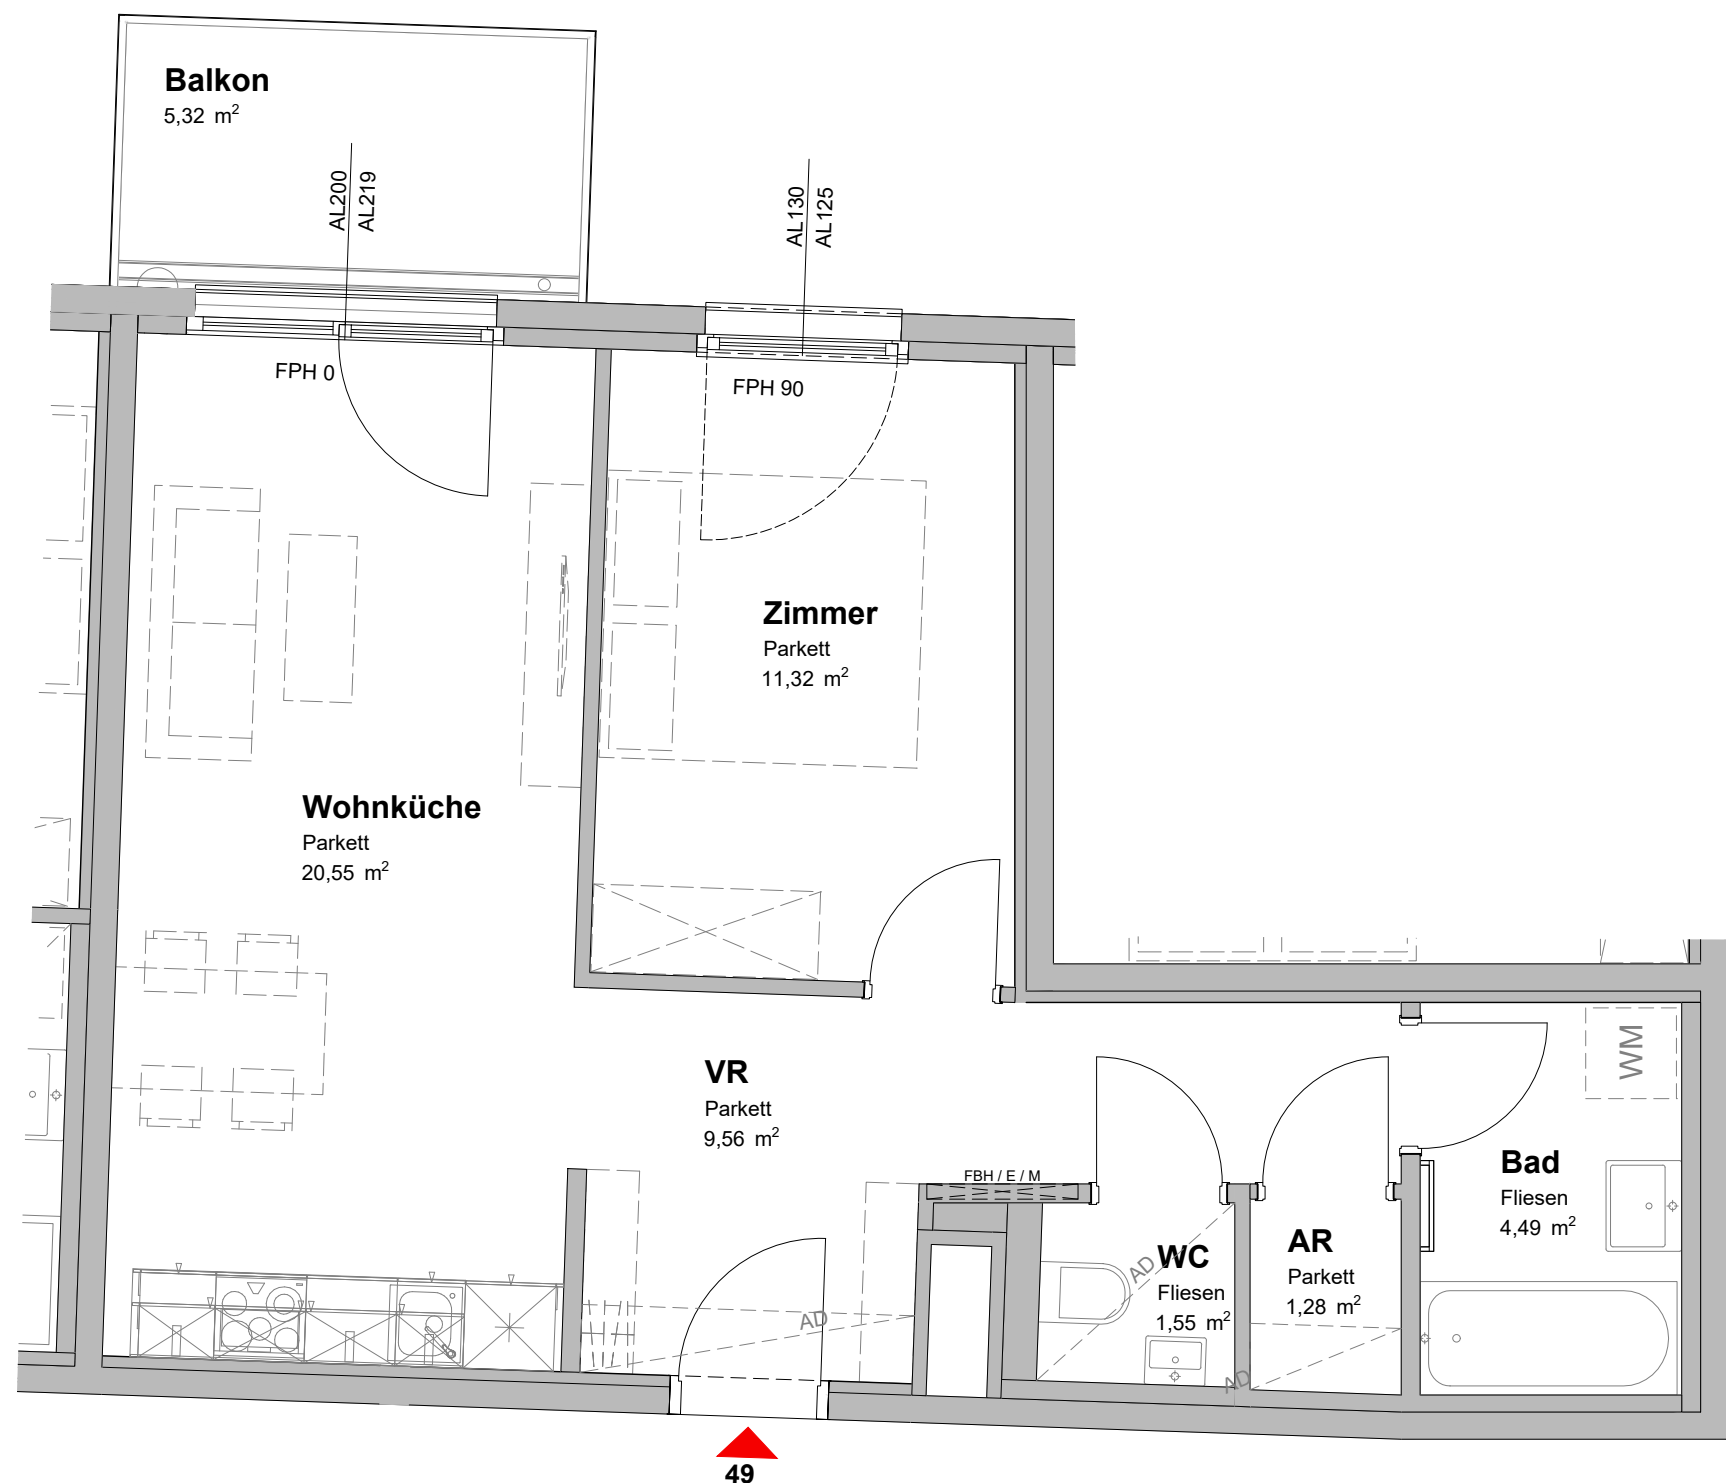 Balkon
5,32 m²
AL200
AL219
AL130
AL125
FPH 0
FPH 90
Zimmer
Parkett
11,32 m²
Wohnküche
Parkett
20,55 m²
VR
Parkett
9,56 m²
WM
FBH / E / M
Bad
Fliesen
4,49 m²
WC
Fliesen
1,55 m²
AR
Parkett
1,28 m²
AD
AD
AD
49